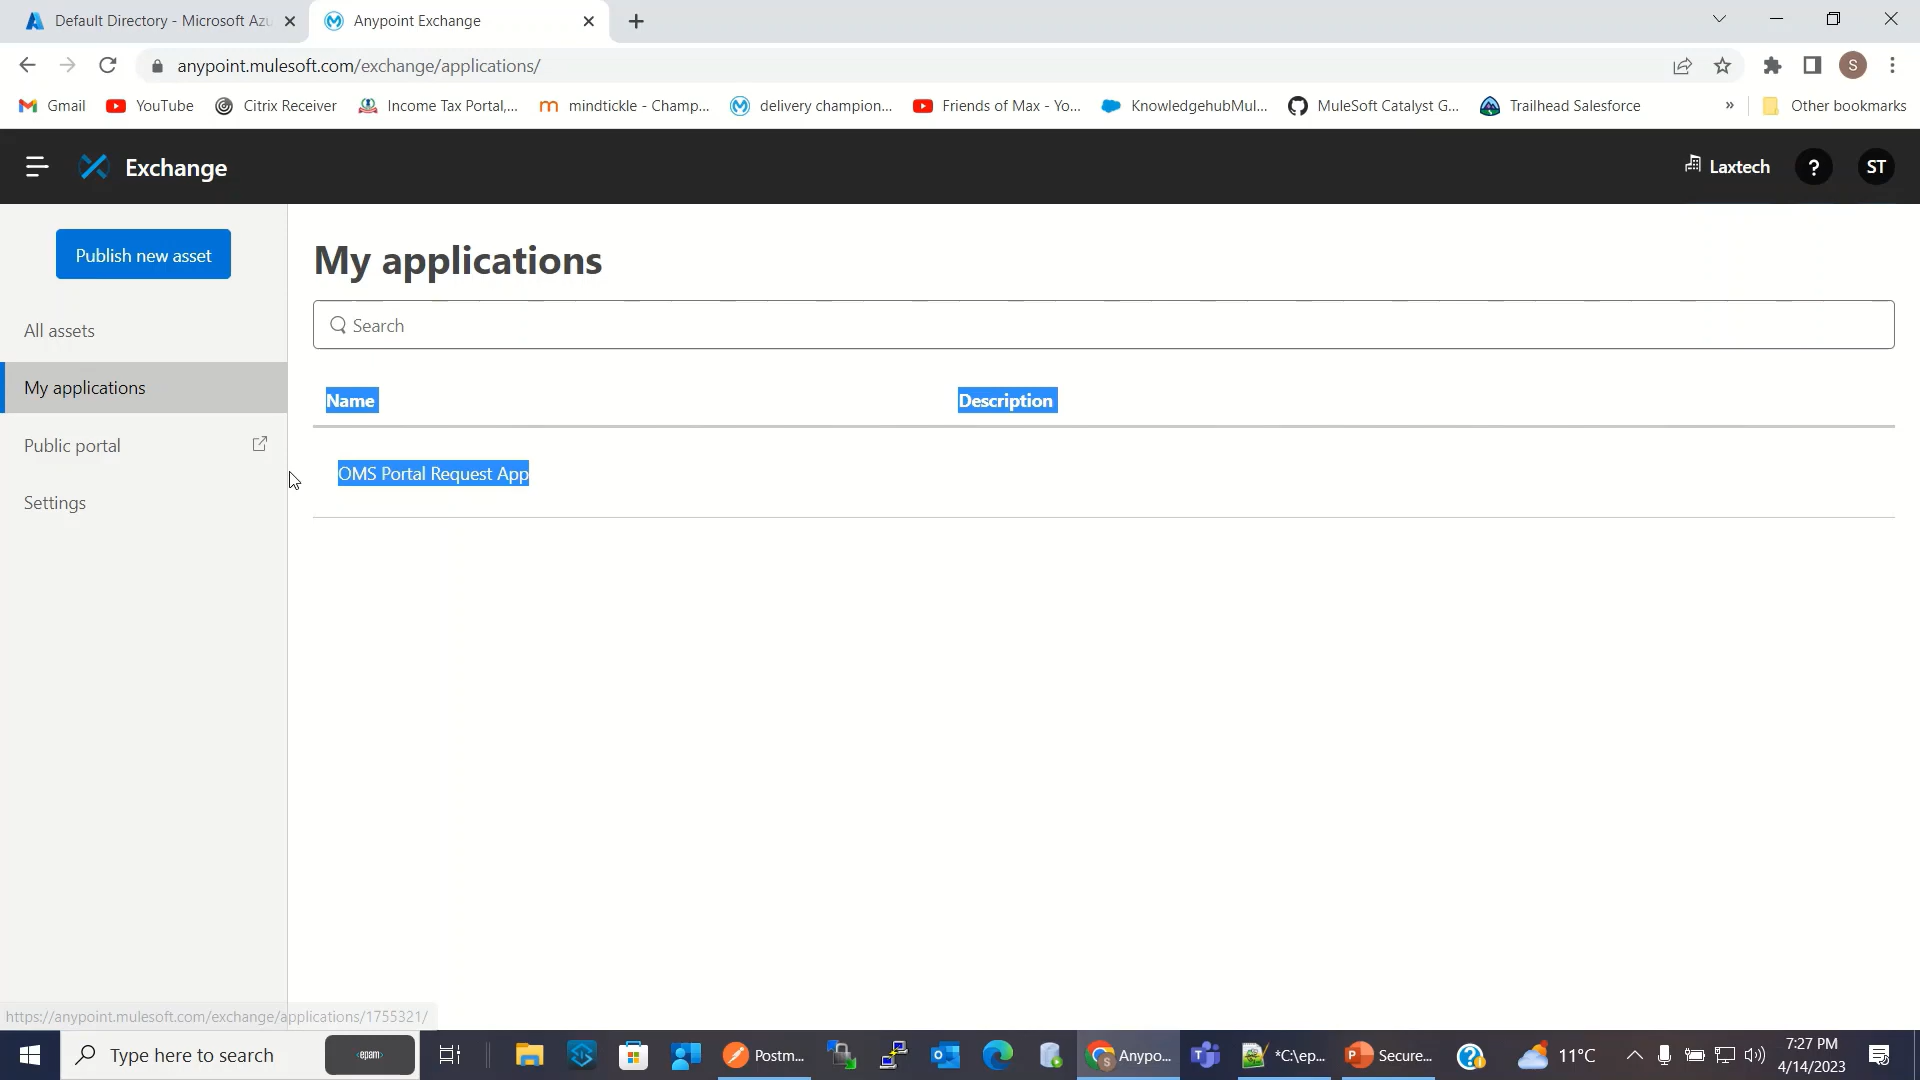 Default Directory - Microsoft Azu
Anypoint Exchange
anypoint.mulesoft.com/exchange/applications/
S
Gmail
YouTube
Citrix Receiver
Income Tax Portal,...
mindtickle - Champ...
delivery champion...
Friends of Max - Yo...
KnowledgehubMul...
MuleSoft Catalyst G...
Trailhead Salesforce
»
Other bookmarks
Exchange
Laxtech
?
ST
Publish new asset
All assets
My applications
Public portal
Settings
My applications
Search
Name
Description
OMS Portal Request App
https://anypoint.mulesoft.com/exchange/applications/1755321/
Type here to search
<epam>
Postm...
Anypo...
*C:\ep...
Secure...
11°C
7:27 PM
4/14/2023